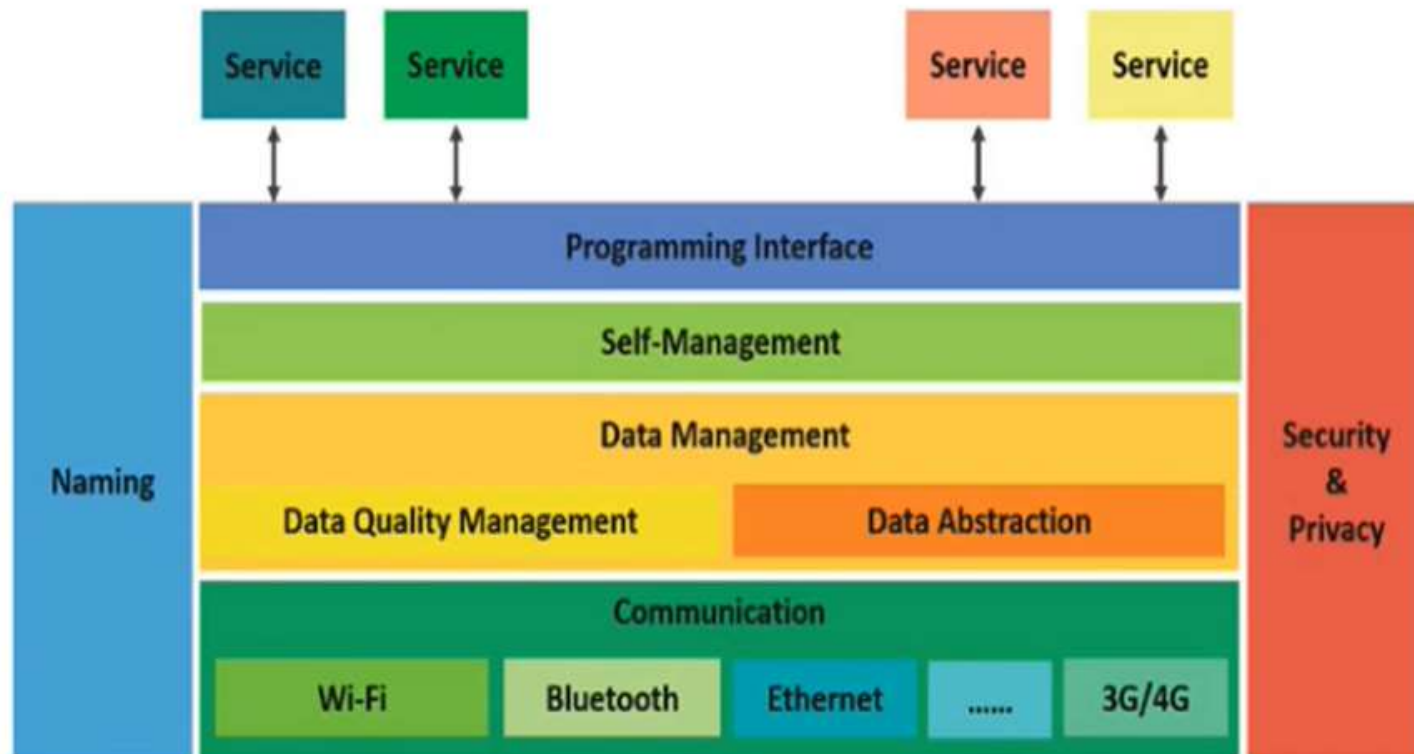 Service
Service
Service
Service
Programming Interface
Self-Management
Data Management
Data Quality Management
Data Abstraction
Communication
Wi-Fi
Bluetooth
Ethernet
......
3G/4G
Naming
Security
&
Privacy